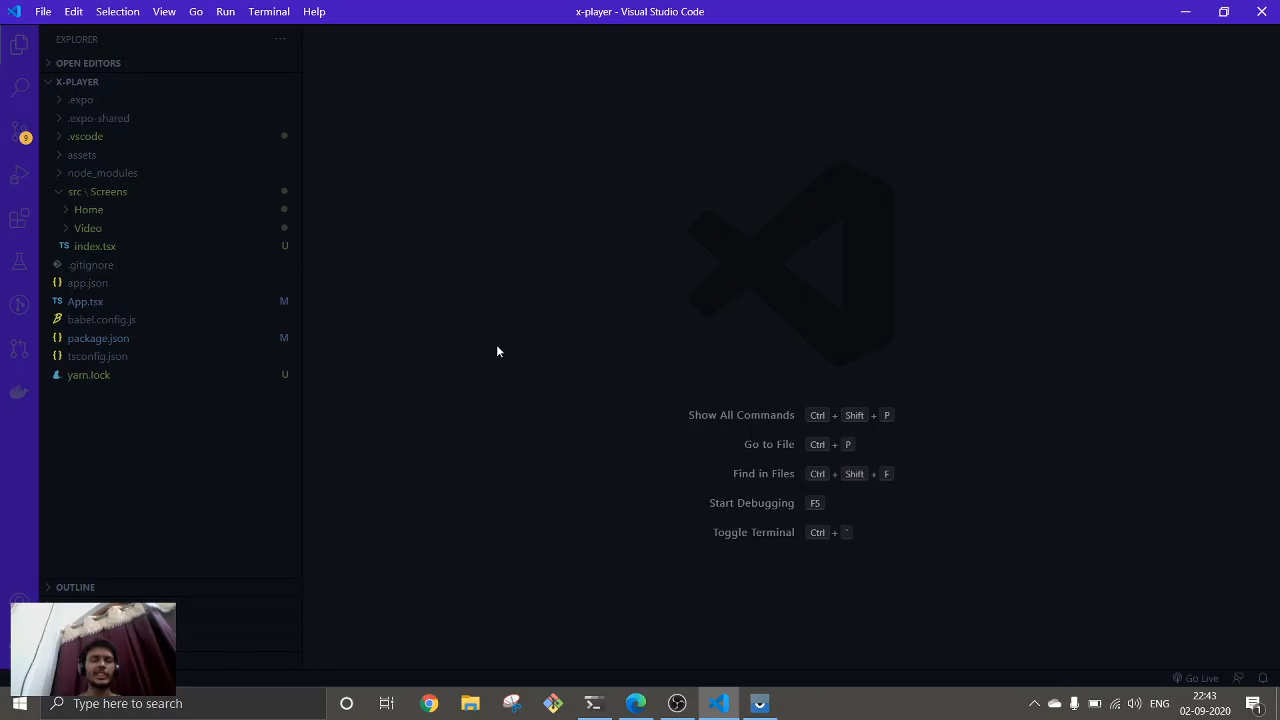 File Edit Selection View Go Run Terminal Help
x-player - Visual Studio Code
EXPLORER
OPEN EDITORS
X-PLAYER
.expo
.expo-shared
.vscode
assets
node_modules
src \ Screens
Home
Video
TS index.tsx U
.gitignore
{} app.json
TS App.tsx M
babel.config.js
{} package.json M
{} tsconfig.json
yarn.lock U
OUTLINE
9
Show All Commands Ctrl + Shift + P
Go to File Ctrl + P
Find in Files Ctrl + Shift + F
Start Debugging F5
Toggle Terminal Ctrl + `
Go Live
Type here to search
ENG
22:43
02-09-2020